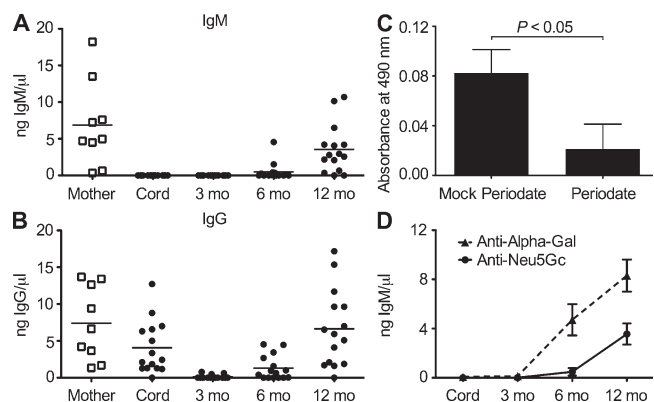 A
IgM
ng IgM/µl
20
15
10
5
0
Mother Cord 3 mo 6 mo 12 mo
B
IgG
ng IgG/µl
20
15
10
5
0
Mother Cord 3 mo 6 mo 12 mo
C
P < 0.05
Absorbance at 490 nm
0.12
0.08
0.04
0.00
Mock Periodate Periodate
D
Anti-Alpha-Gal
Anti-Neu5Gc
ng IgM/µl
12
8
4
0
Cord 3 mo 6 mo 12 mo